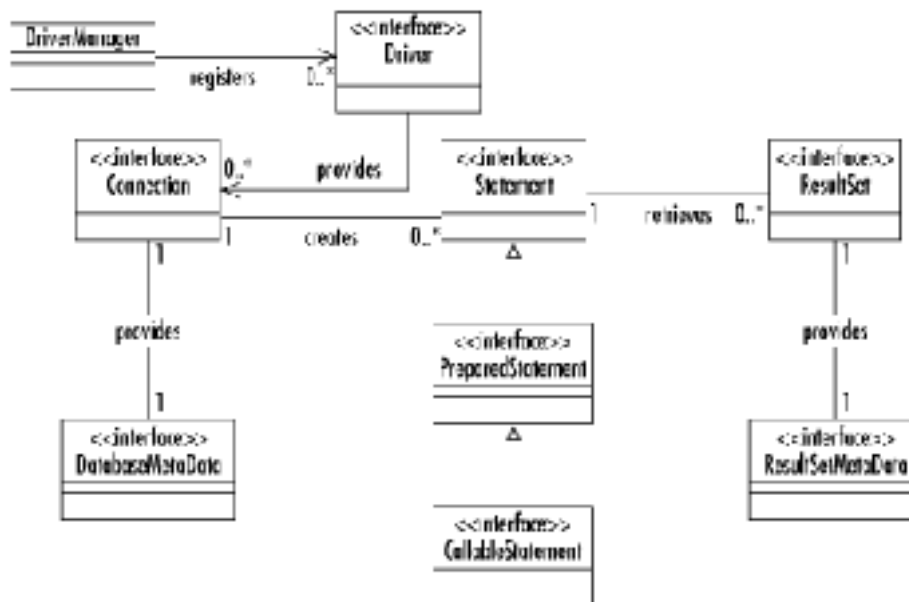 DriverManager
<<interface>>
Driver
registers
0..*
<<interface>>
Connection
0..*
provides
<<interface>>
Statement
<<interface>>
ResultSet
1
creates
0..*
1
retrieves
0..*
1
provides
1
1
provides
1
<<interface>>
PreparedStatement
<<interface>>
DatabaseMetaData
<<interface>>
ResultSetMetaData
<<interface>>
CallableStatement